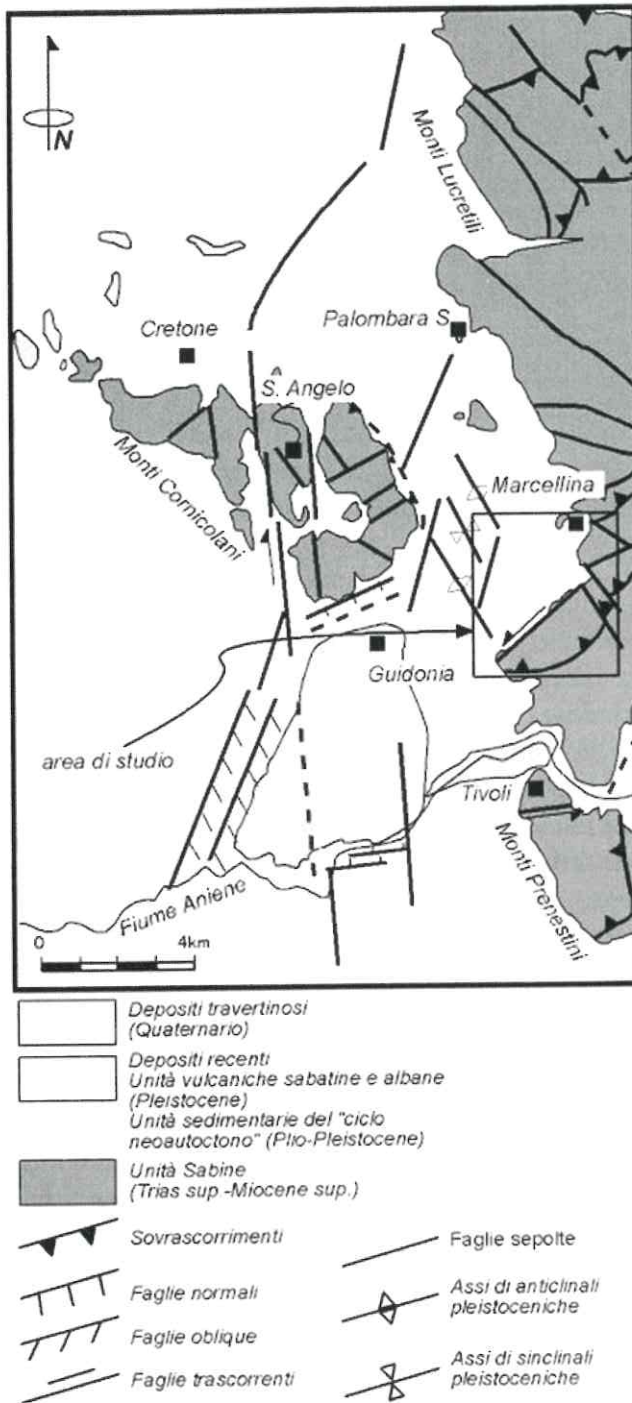 N
Monti Lucretili
Cretone
Palombara S
S. Angelo
Monti Cornicolani
Marcellina
Guidonia
area di studio
Tivoli
Monti Prenestini
Fiume Aniene
0 4km
Depositi travertinosi
(Quaternario)
Depositi recenti
Unità vulcaniche sabatine e albane
(Pleistocene)
Unità sedimentarie del "ciclo
neoautoctono" (Plio-Pleistocene)
Unità Sabine
(Trias sup -Miocene sup.)
Sovrascorrimenti
Faglie normali
Faglie oblique
Faglie trascorrenti
Faglie sepolte
Assi di anticlinali
pleistoceniche
Assi di sinclinali
pleistoceniche